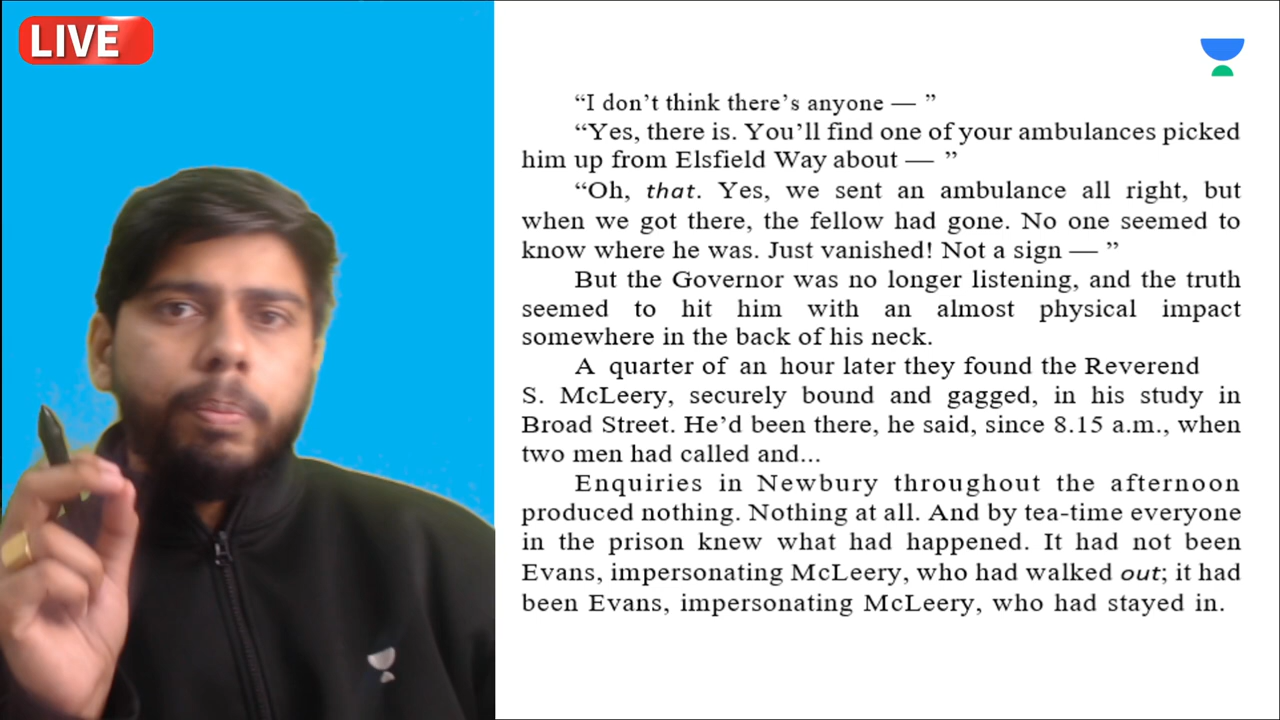 LIVE
“I don’t think there’s anyone — ”
“Yes, there is. You’ll find one of your ambulances picked
him up from Elsfield Way about — ”
“Oh, that. Yes, we sent an ambulance all right, but
when we got there, the fellow had gone. No one seemed to
know where he was. Just vanished! Not a sign — ”
But the Governor was no longer listening, and the truth
seemed to hit him with an almost physical impact
somewhere in the back of his neck.
A quarter of an hour later they found the Reverend
S. McLeery, securely bound and gagged, in his study in
Broad Street. He’d been there, he said, since 8.15 a.m., when
two men had called and...
Enquiries in Newbury throughout the afternoon
produced nothing. Nothing at all. And by tea-time everyone
in the prison knew what had happened. It had not been
Evans, impersonating McLeery, who had walked out; it had
been Evans, impersonating McLeery, who had stayed in.